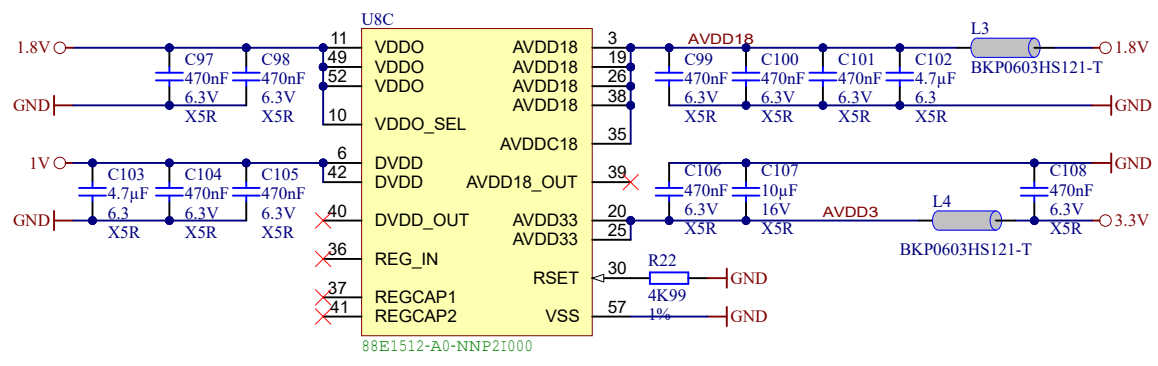 U8C
1.8V
11
VDDO
AVDD18
3
AVDD18
L3
1.8V
49
VDDO
AVDD18
19
52
VDDO
AVDD18
26
AVDD18
38
10
VDDO_SEL
AVDDC18
35
C97
470nF
6.3V
X5R
C98
470nF
6.3V
X5R
GND
C99
470nF
6.3V
X5R
C100
470nF
6.3V
X5R
C101
470nF
6.3V
X5R
C102
4.7µF
6.3
X5R
BKP0603HS121-T
GND
1V
6
DVDD
42
DVDD
AVDD18_OUT
39
C103
4.7µF
6.3
X5R
C104
470nF
6.3V
X5R
C105
470nF
6.3V
X5R
GND
40
DVDD_OUT
AVDD33
20
AVDD33
25
C106
470nF
6.3V
X5R
C107
10µF
16V
X5R
AVDD3
L4
BKP0603HS121-T
C108
470nF
6.3V
X5R
GND
3.3V
36
REG_IN
RSET
30
R22
4K99
1%
GND
37
REGCAP1
41
REGCAP2
VSS
57
GND
88E1512-A0-NNP2I000